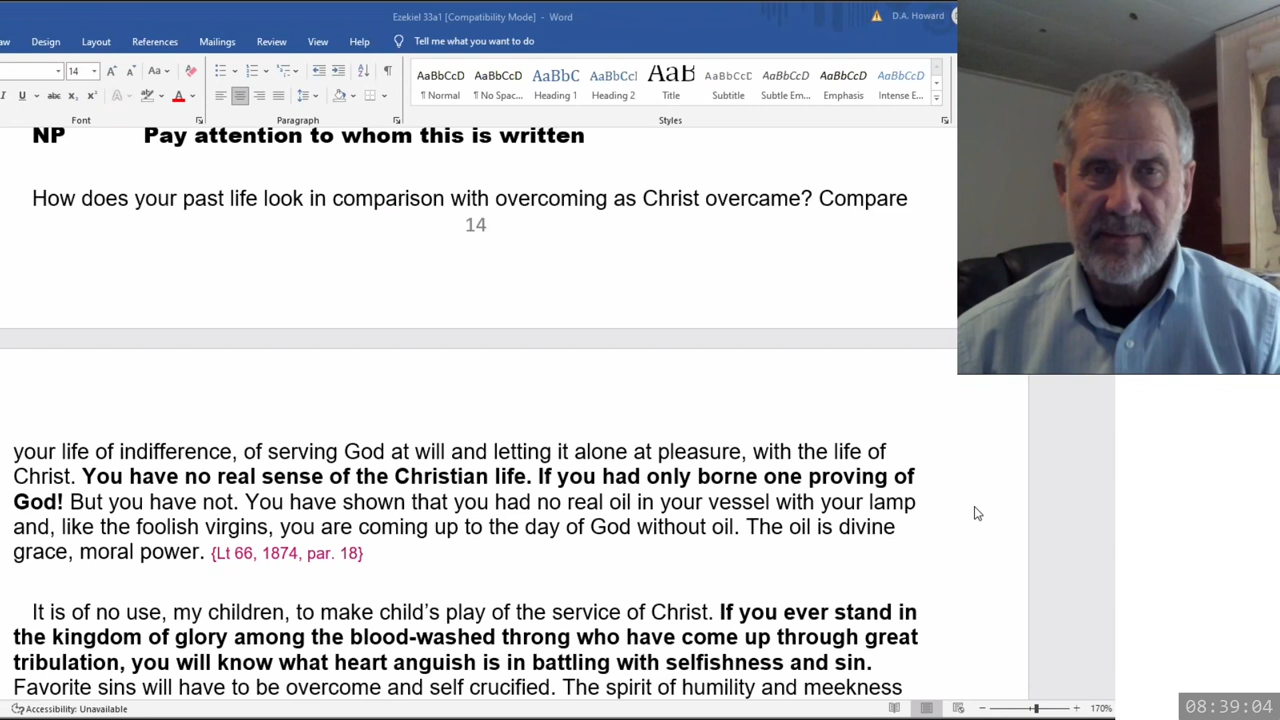 Ezekiel 33a1 [Compatibility Mode] - Word
D.A. Howard
aw Design Layout References Mailings Review View Help Tell me what you want to do
14 A A Aa A
AaBbCcD AaBbCcD AaBbC AaBbCcl AaB AaBbCcD AaBbCcD AaBbCcD AaBbCcD
I U abc x₂ x² A A
¶ Normal ¶ No Spac... Heading 1 Heading 2 Title Subtitle Subtle Em... Emphasis Intense E...
Font Paragraph Styles
NP Pay attention to whom this is written
How does your past life look in comparison with overcoming as Christ overcame? Compare
14
your life of indifference, of serving God at will and letting it alone at pleasure, with the life of
Christ. You have no real sense of the Christian life. If you had only borne one proving of
God! But you have not. You have shown that you had no real oil in your vessel with your lamp
and, like the foolish virgins, you are coming up to the day of God without oil. The oil is divine
grace, moral power. {Lt 66, 1874, par. 18}
It is of no use, my children, to make child's play of the service of Christ. If you ever stand in
the kingdom of glory among the blood-washed throng who have come up through great
tribulation, you will know what heart anguish is in battling with selfishness and sin.
Favorite sins will have to be overcome and self crucified. The spirit of humility and meekness
Accessibility: Unavailable
170%
08:39:04